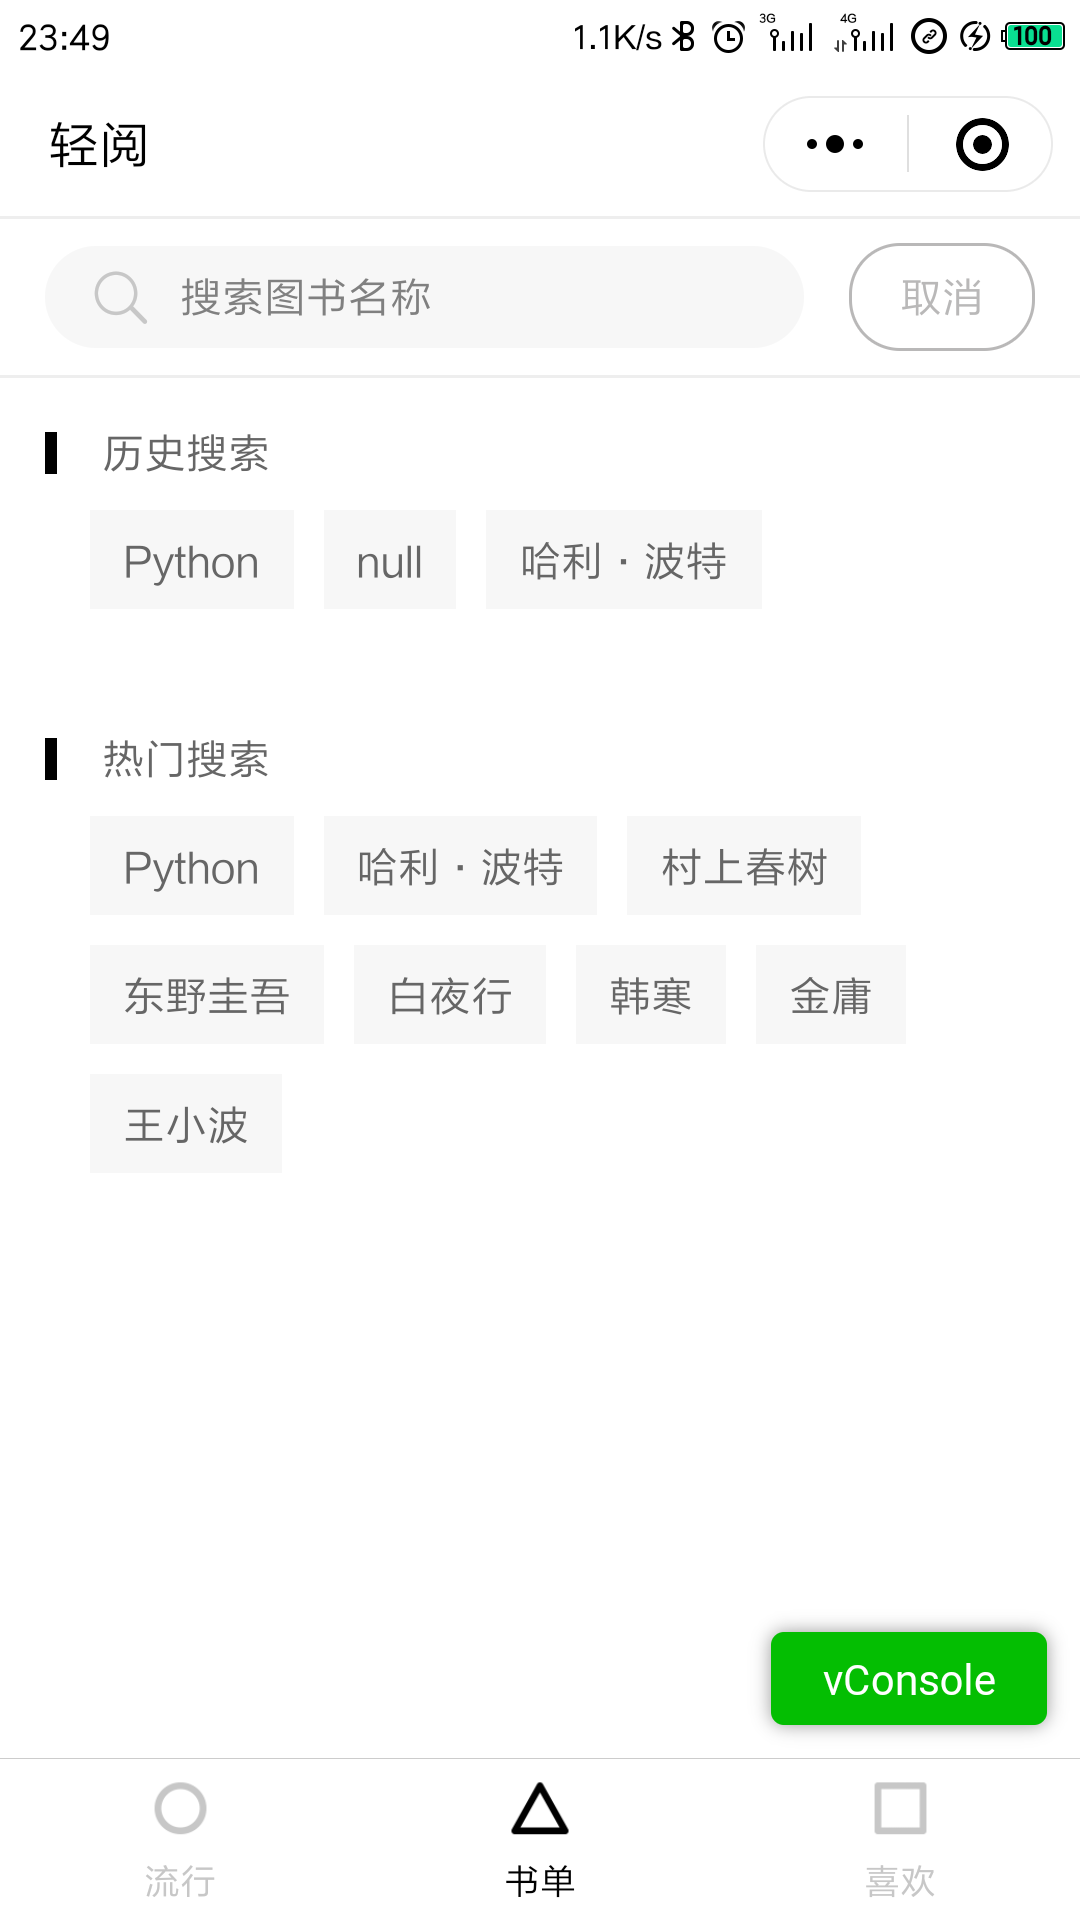 23:49 1.1K/s 3G 4G 100
轻阅
搜索图书名称 取消
历史搜索
Python null 哈利·波特
热门搜索
Python 哈利·波特 村上春树
东野圭吾 白夜行 韩寒 金庸
王小波
vConsole
流行 书单 喜欢